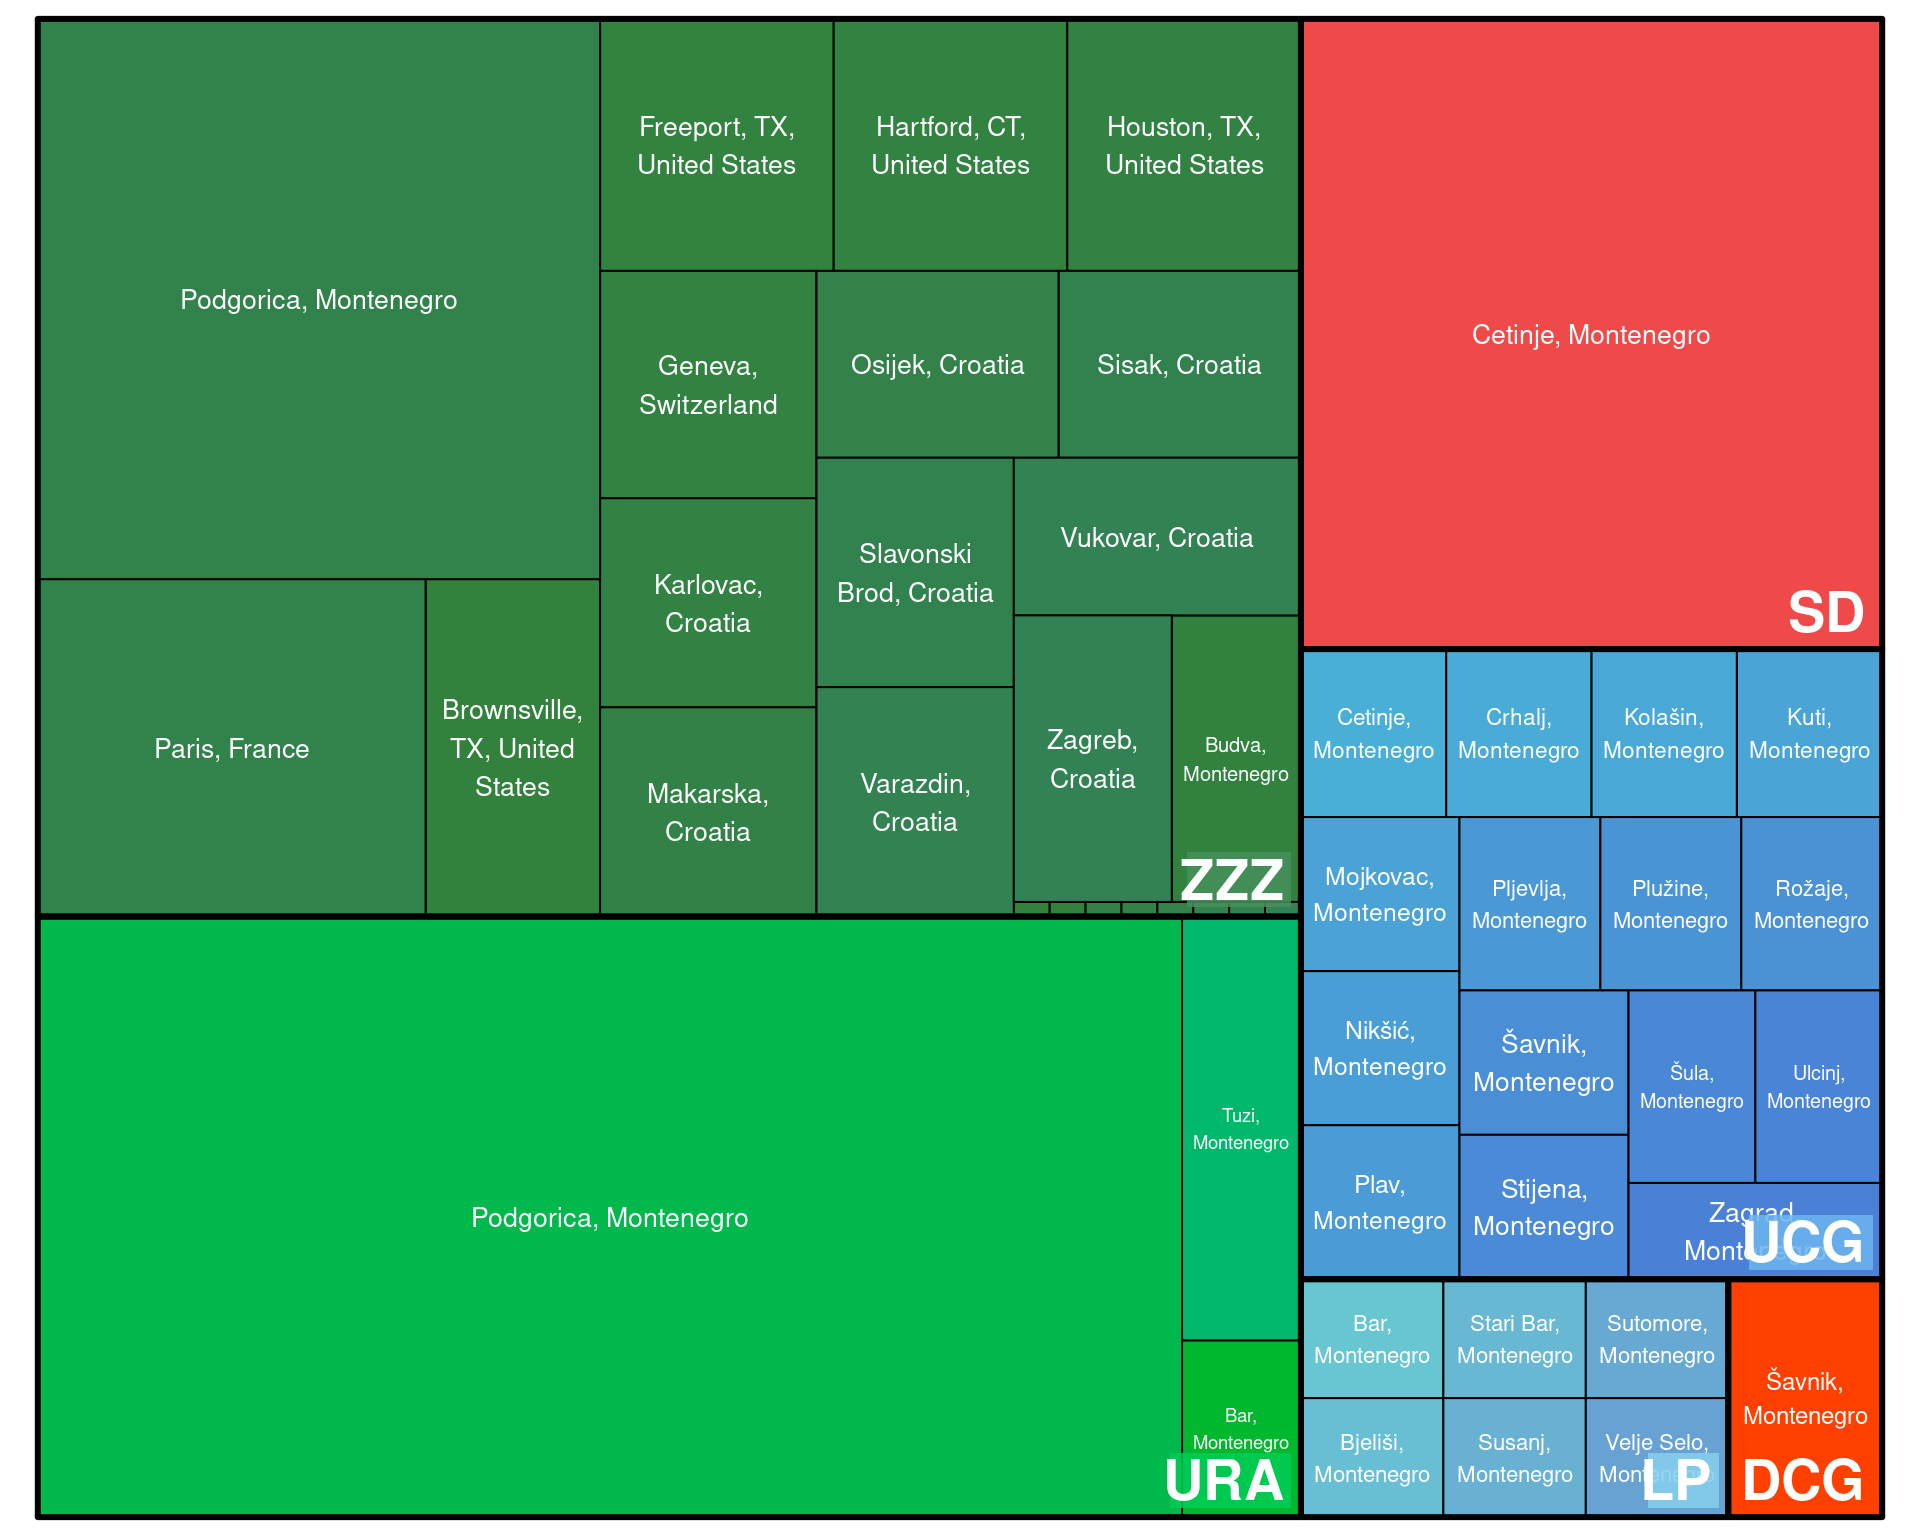 Podgorica, Montenegro
Freeport, TX,
United States
Hartford, CT,
United States
Houston, TX,
United States
Geneva,
Switzerland
Osijek, Croatia
Sisak, Croatia
Karlovac,
Croatia
Slavonski
Brod, Croatia
Vukovar, Croatia
Paris, France
Brownsville,
TX, United
States
Makarska,
Croatia
Varazdin,
Croatia
Zagreb,
Croatia
Budva,
Montenegro
ZZZ
Podgorica, Montenegro
Tuzi,
Montenegro
Bar,
Montenegro
URA
Cetinje, Montenegro
SD
Cetinje,
Montenegro
Crhalj,
Montenegro
Kolašin,
Montenegro
Kuti,
Montenegro
Mojkovac,
Montenegro
Pljevlja,
Montenegro
Plužine,
Montenegro
Rožaje,
Montenegro
Nikšić,
Montenegro
Šavnik,
Montenegro
Šula,
Montenegro
Ulcinj,
Montenegro
Plav,
Montenegro
Stijena,
Montenegro
Zagrad,
Montenegro
UCG
Bar,
Montenegro
Stari Bar,
Montenegro
Sutomore,
Montenegro
Bjeliši,
Montenegro
Susanj,
Montenegro
Velje Selo,
Montenegro
LP
Šavnik,
Montenegro
DCG